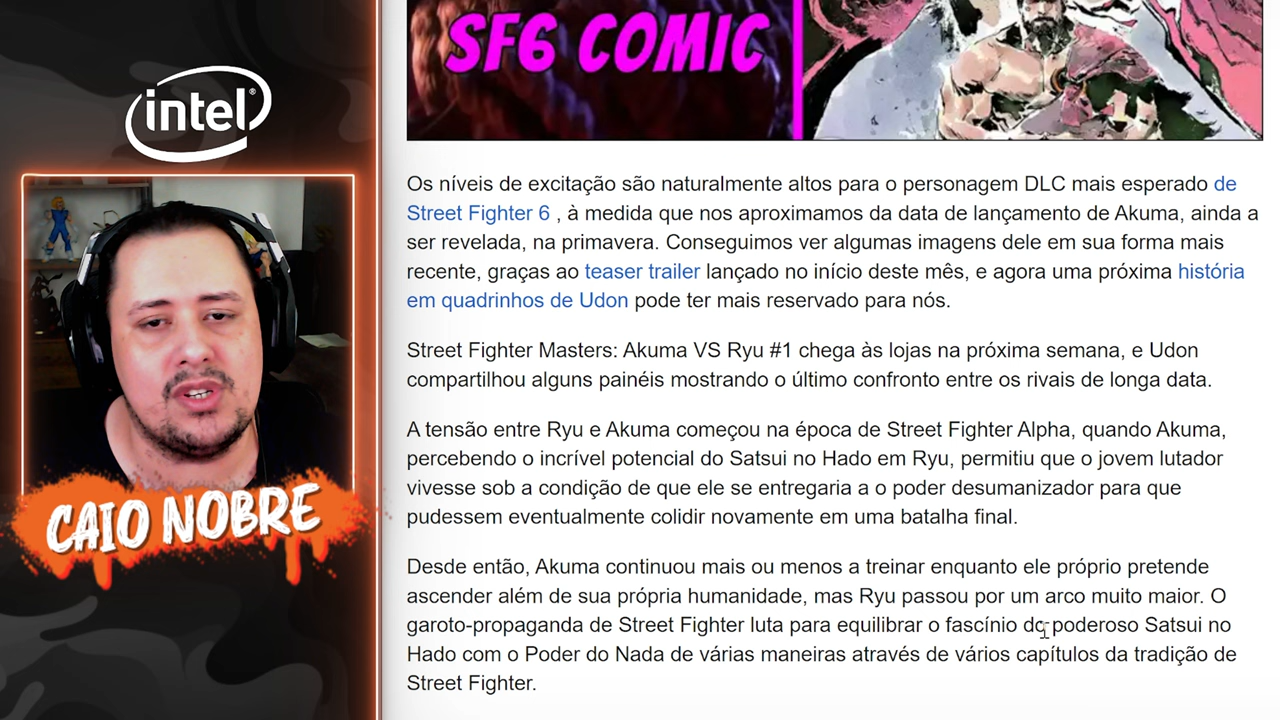 SF6 COMIC
intel®
CAIO NOBRE
Os níveis de excitação são naturalmente altos para o personagem DLC mais esperado de
Street Fighter 6 , à medida que nos aproximamos da data de lançamento de Akuma, ainda a
ser revelada, na primavera. Conseguimos ver algumas imagens dele em sua forma mais
recente, graças ao teaser trailer lançado no início deste mês, e agora uma próxima história
em quadrinhos de Udon pode ter mais reservado para nós.
Street Fighter Masters: Akuma VS Ryu #1 chega às lojas na próxima semana, e Udon
compartilhou alguns painéis mostrando o último confronto entre os rivais de longa data.
A tensão entre Ryu e Akuma começou na época de Street Fighter Alpha, quando Akuma,
percebendo o incrível potencial do Satsui no Hado em Ryu, permitiu que o jovem lutador
vivesse sob a condição de que ele se entregaria a o poder desumanizador para que
pudessem eventualmente colidir novamente em uma batalha final.
Desde então, Akuma continuou mais ou menos a treinar enquanto ele próprio pretende
ascender além de sua própria humanidade, mas Ryu passou por um arco muito maior. O
garoto-propaganda de Street Fighter luta para equilibrar o fascínio do poderoso Satsui no
Hado com o Poder do Nada de várias maneiras através de vários capítulos da tradição de
Street Fighter.